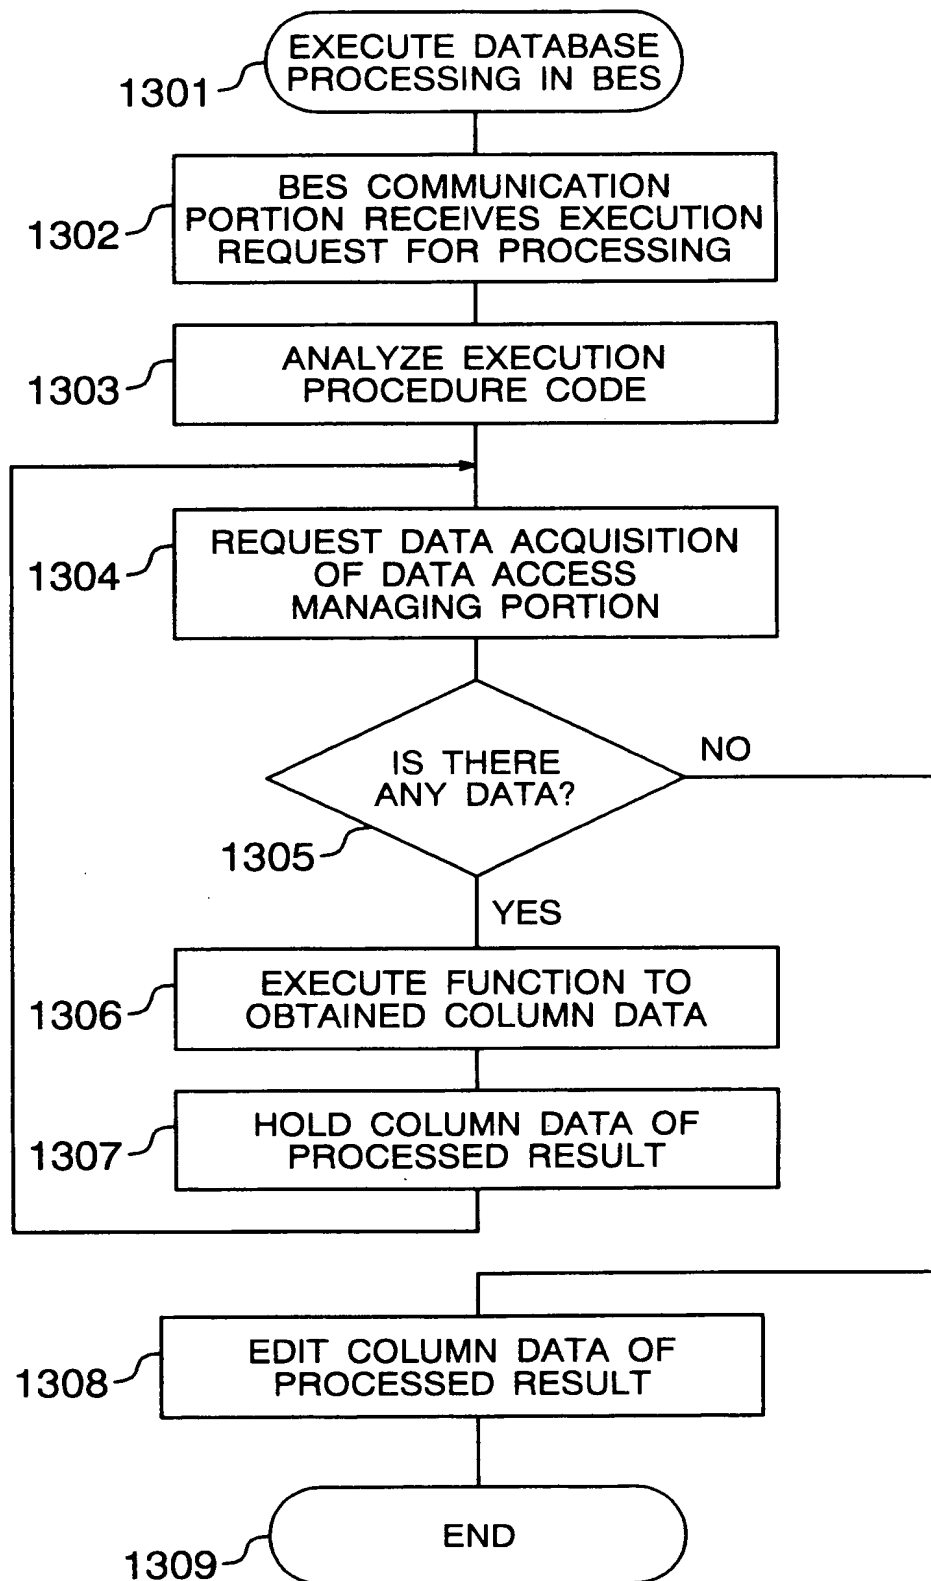 EXECUTE DATABASE
PROCESSING IN BES
1301
BES COMMUNICATION
PORTION RECEIVES EXECUTION
REQUEST FOR PROCESSING
1302
ANALYZE EXECUTION
PROCEDURE CODE
1303
REQUEST DATA ACQUISITION
OF DATA ACCESS
MANAGING PORTION
1304
IS THERE
ANY DATA?
NO
1305
YES
EXECUTE FUNCTION TO
OBTAINED COLUMN DATA
1306
HOLD COLUMN DATA OF
PROCESSED RESULT
1307
EDIT COLUMN DATA OF
PROCESSED RESULT
1308
END
1309